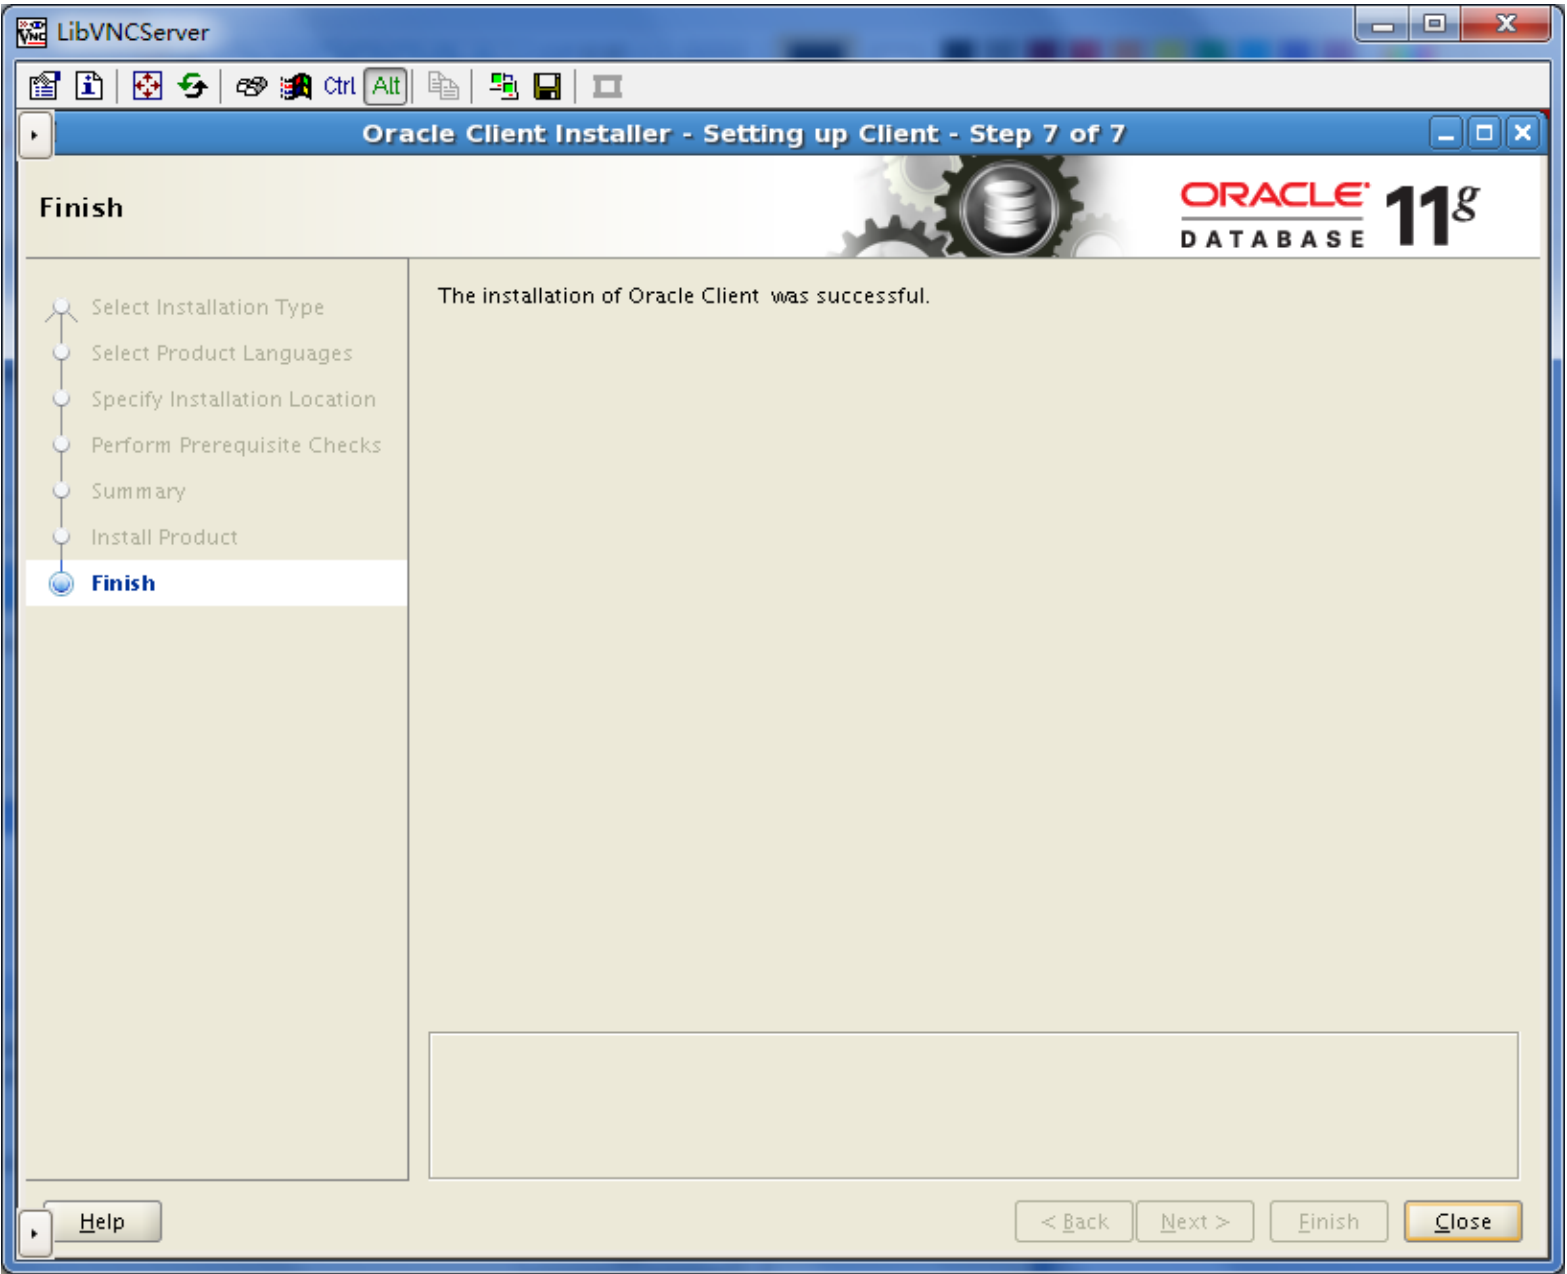 LibVNCServer
Ctrl Alt
Oracle Client Installer - Setting up Client - Step 7 of 7
Finish
ORACLE
DATABASE 11g
Select Installation Type
Select Product Languages
Specify Installation Location
Perform Prerequisite Checks
Summary
Install Product
Finish
The installation of Oracle Client was successful.
Help
< Back Next > Finish Close